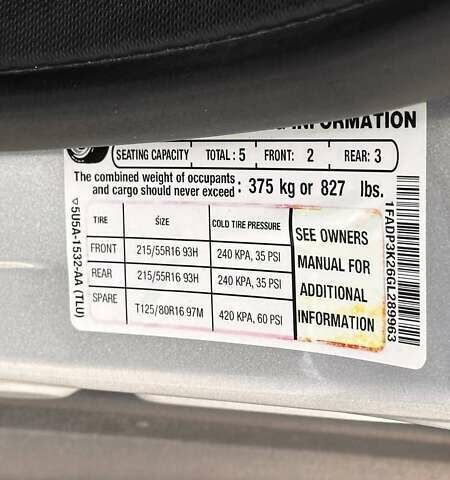 INFORMATION
SEATING CAPACITY TOTAL : 5 FRONT: 2 REAR: 3
The combined weight of occupants
and cargo should never exceed : 375 kg or 827 lbs.
TIRE SIZE COLD TIRE PRESSURE
FRONT 215/55R16 93H 240 KPA, 35 PSI
REAR 215/55R16 93H 240 KPA, 35 PSI
SPARE T125/80R16 97M 420 KPA, 60 PSI
SEE OWNERS
MANUAL FOR
ADDITIONAL
INFORMATION
5U5A-1532-AA (TLU)
1FADP3K26GL289963